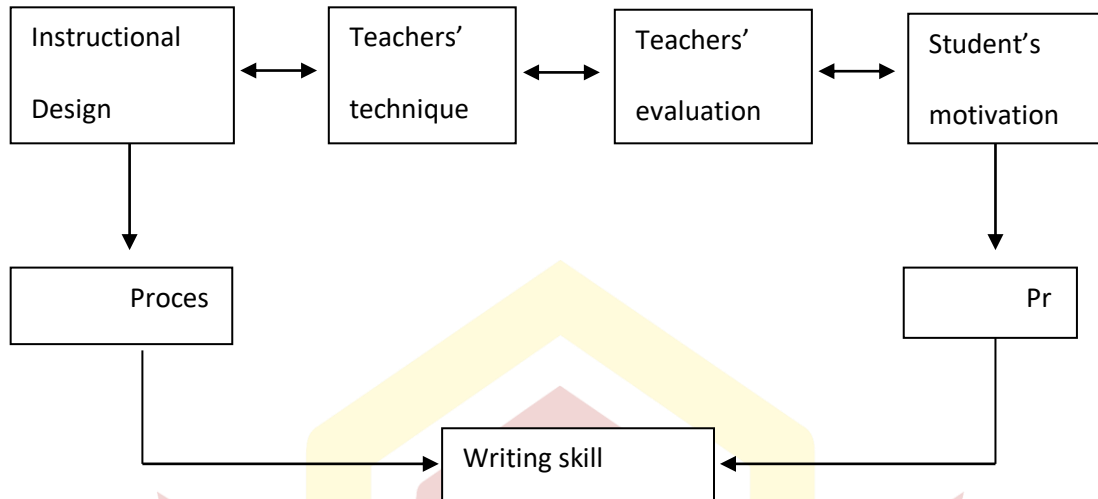 Instructional
Design
Teachers’
technique
Teachers’
evaluation
Student’s
motivation
Proces
Pr
Writing skill